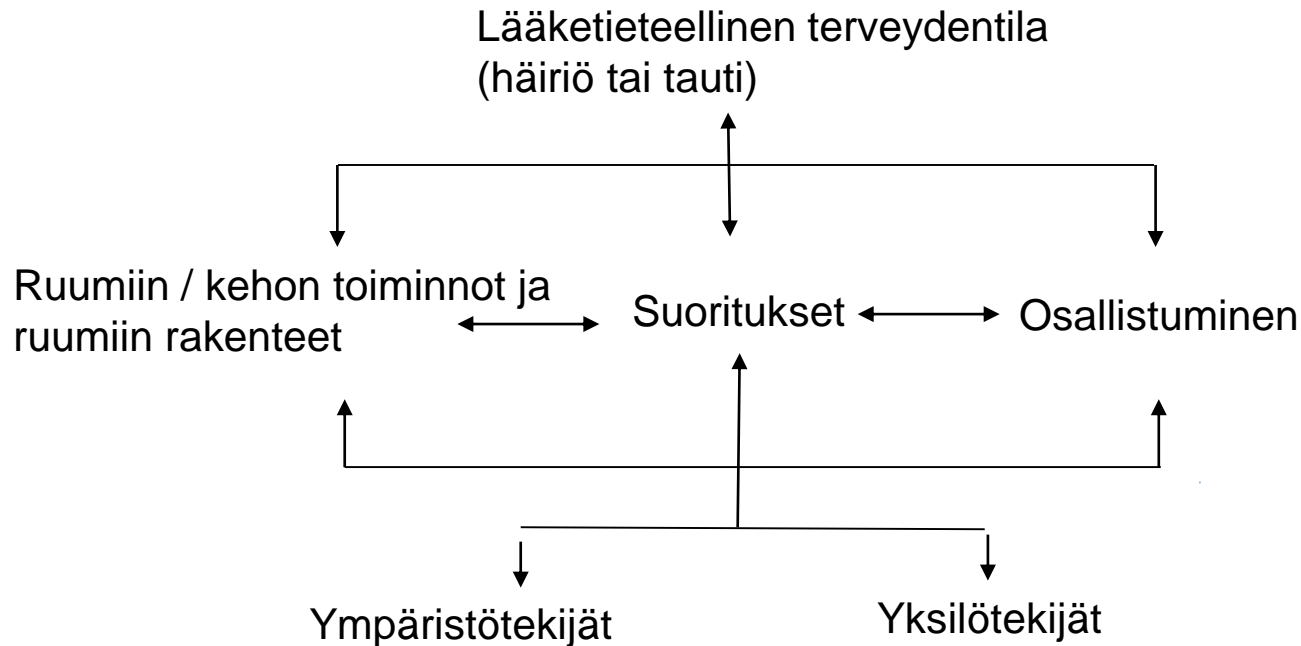 Lääketieteellinen terveydentila
(häiriö tai tauti)
Ruumiin / kehon toiminnot ja
ruumiin rakenteet
Suoritukset
Osallistuminen
Ympäristötekijät
Yksilötekijät